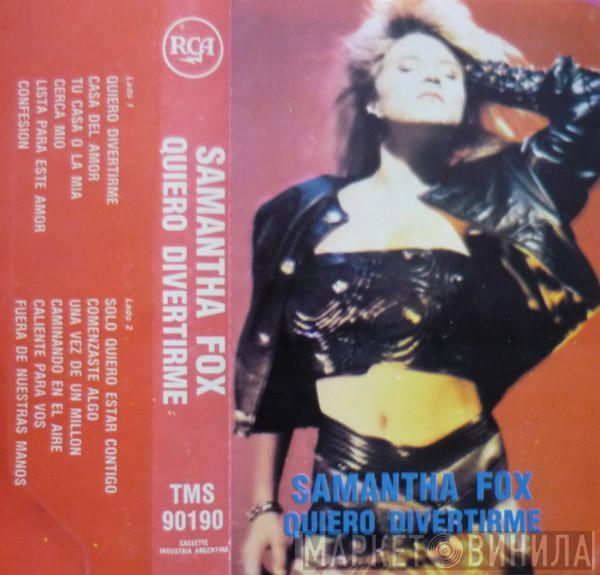 Lado 1
QUIERO DIVERTIRME
CASA DEL AMOR
TU CASA O LA MIA
CERCA MIO
LISTA PARA ESTE AMOR
CONFESION
Lado 2
SOLO QUIERO ESTAR CONTIGO
COMENZASTE ALGO
UNA VEZ DE UN MILLON
CAMINANDO EN EL AIRE
CALIENTE PARA VOS
FUERA DE NUESTRAS MANOS
RCA
SAMANTHA FOX
QUIERO DIVERTIRME
TMS
90190
CASSETTE
INDUSTRIA ARGENTINA
SAMANTHA FOX
QUIERO DIVERTIRME
МАРКЕТ ВИНИЛА